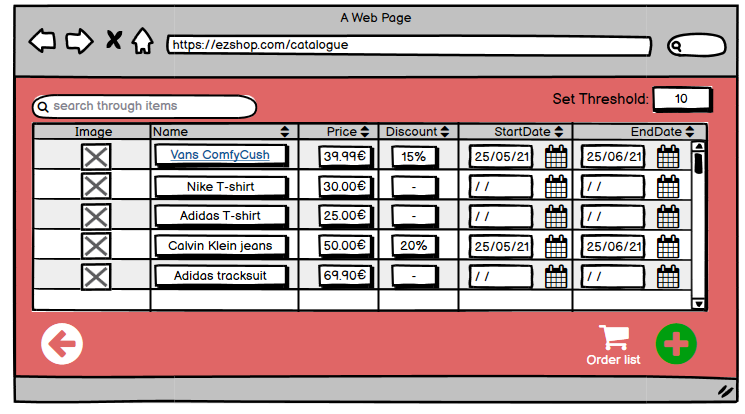 A Web Page
https://ezshop.com/catalogue
search through items
Set Threshold: 10
Image Name Price Discount StartDate EndDate
Vans ComfyCush 39.99€ 15% 25/05/21 25/06/21
Nike T-shirt 30.00€ - / / / /
Adidas T-shirt 25.00€ - / / / /
Calvin Klein jeans 50.00€ 20% 25/05/21 25/06/21
Adidas tracksuit 69.90€ - / / / /
Order list